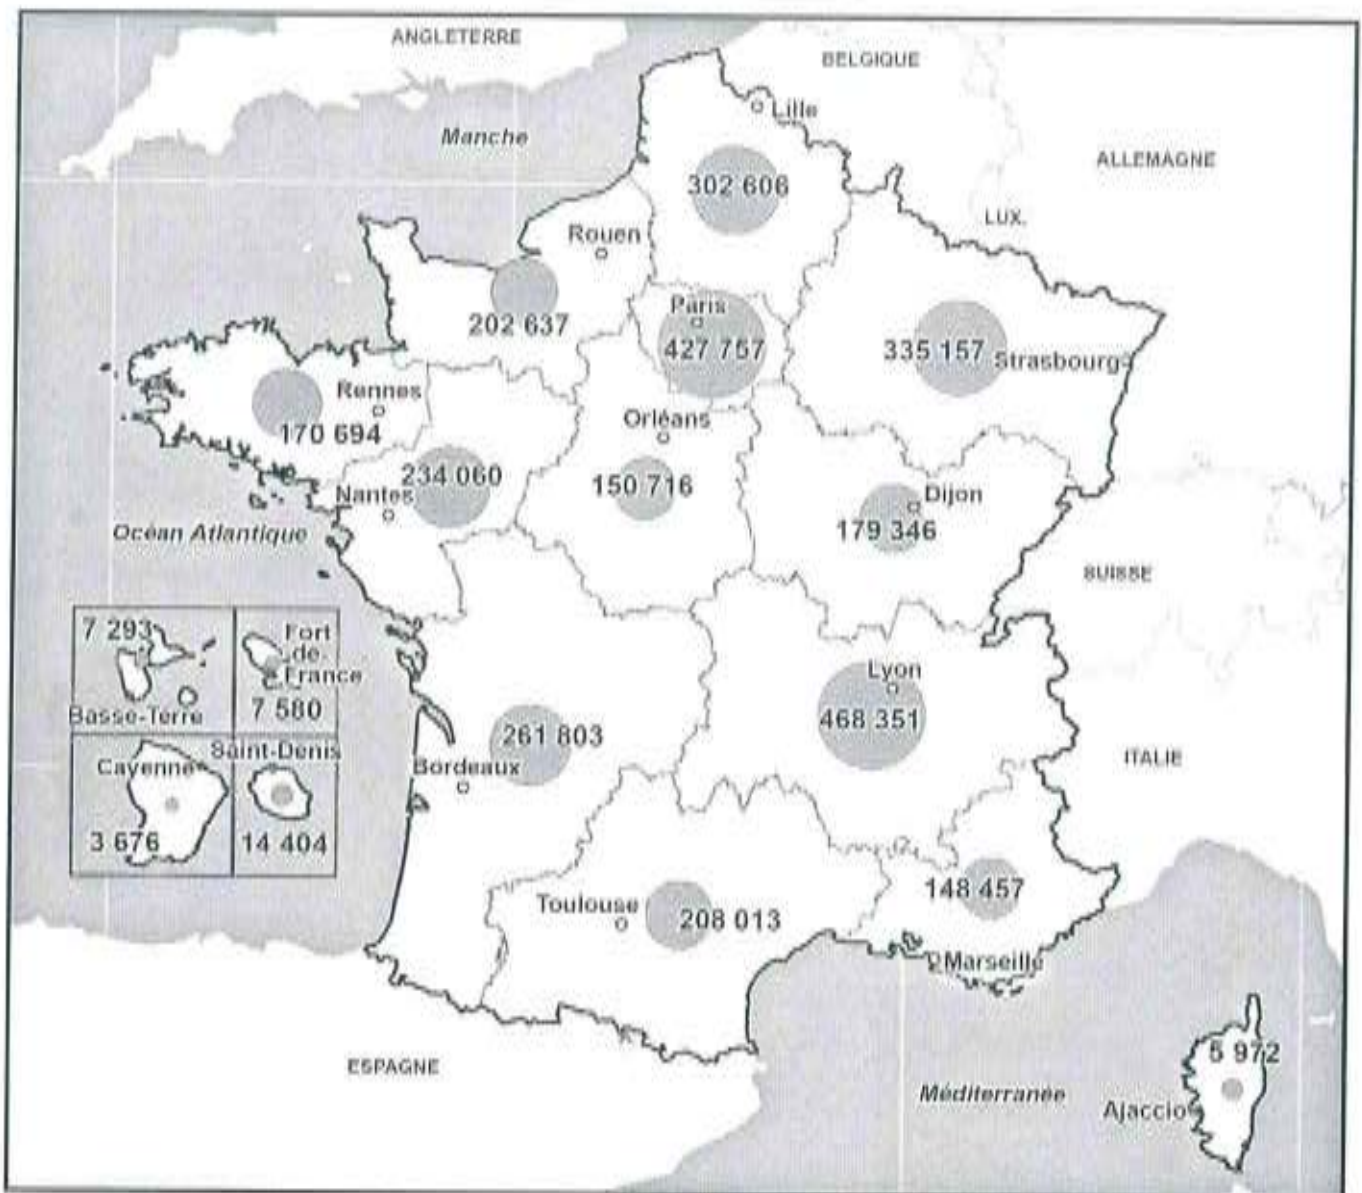 ANGLETERRE
BELGIQUE
Lille
Manche
ALLEMAGNE
302 606
LUX.
Rouen
Paris
202 637
427 757
335 157
Strasbourg
Rennes
170 694
Orléans
234 060
150 716
Nantes
Dijon
179 346
Océan Atlantique
SUISSE
7 293
Fort
de-
France
Basse-Terre
7 580
Lyon
468 351
261 803
Saint-Denis
Cayenne
Bordeaux
ITALIE
3 676
14 404
148 457
Toulouse
208 013
Marseille
5 972
ESPAGNE
Méditerranée
Ajaccio